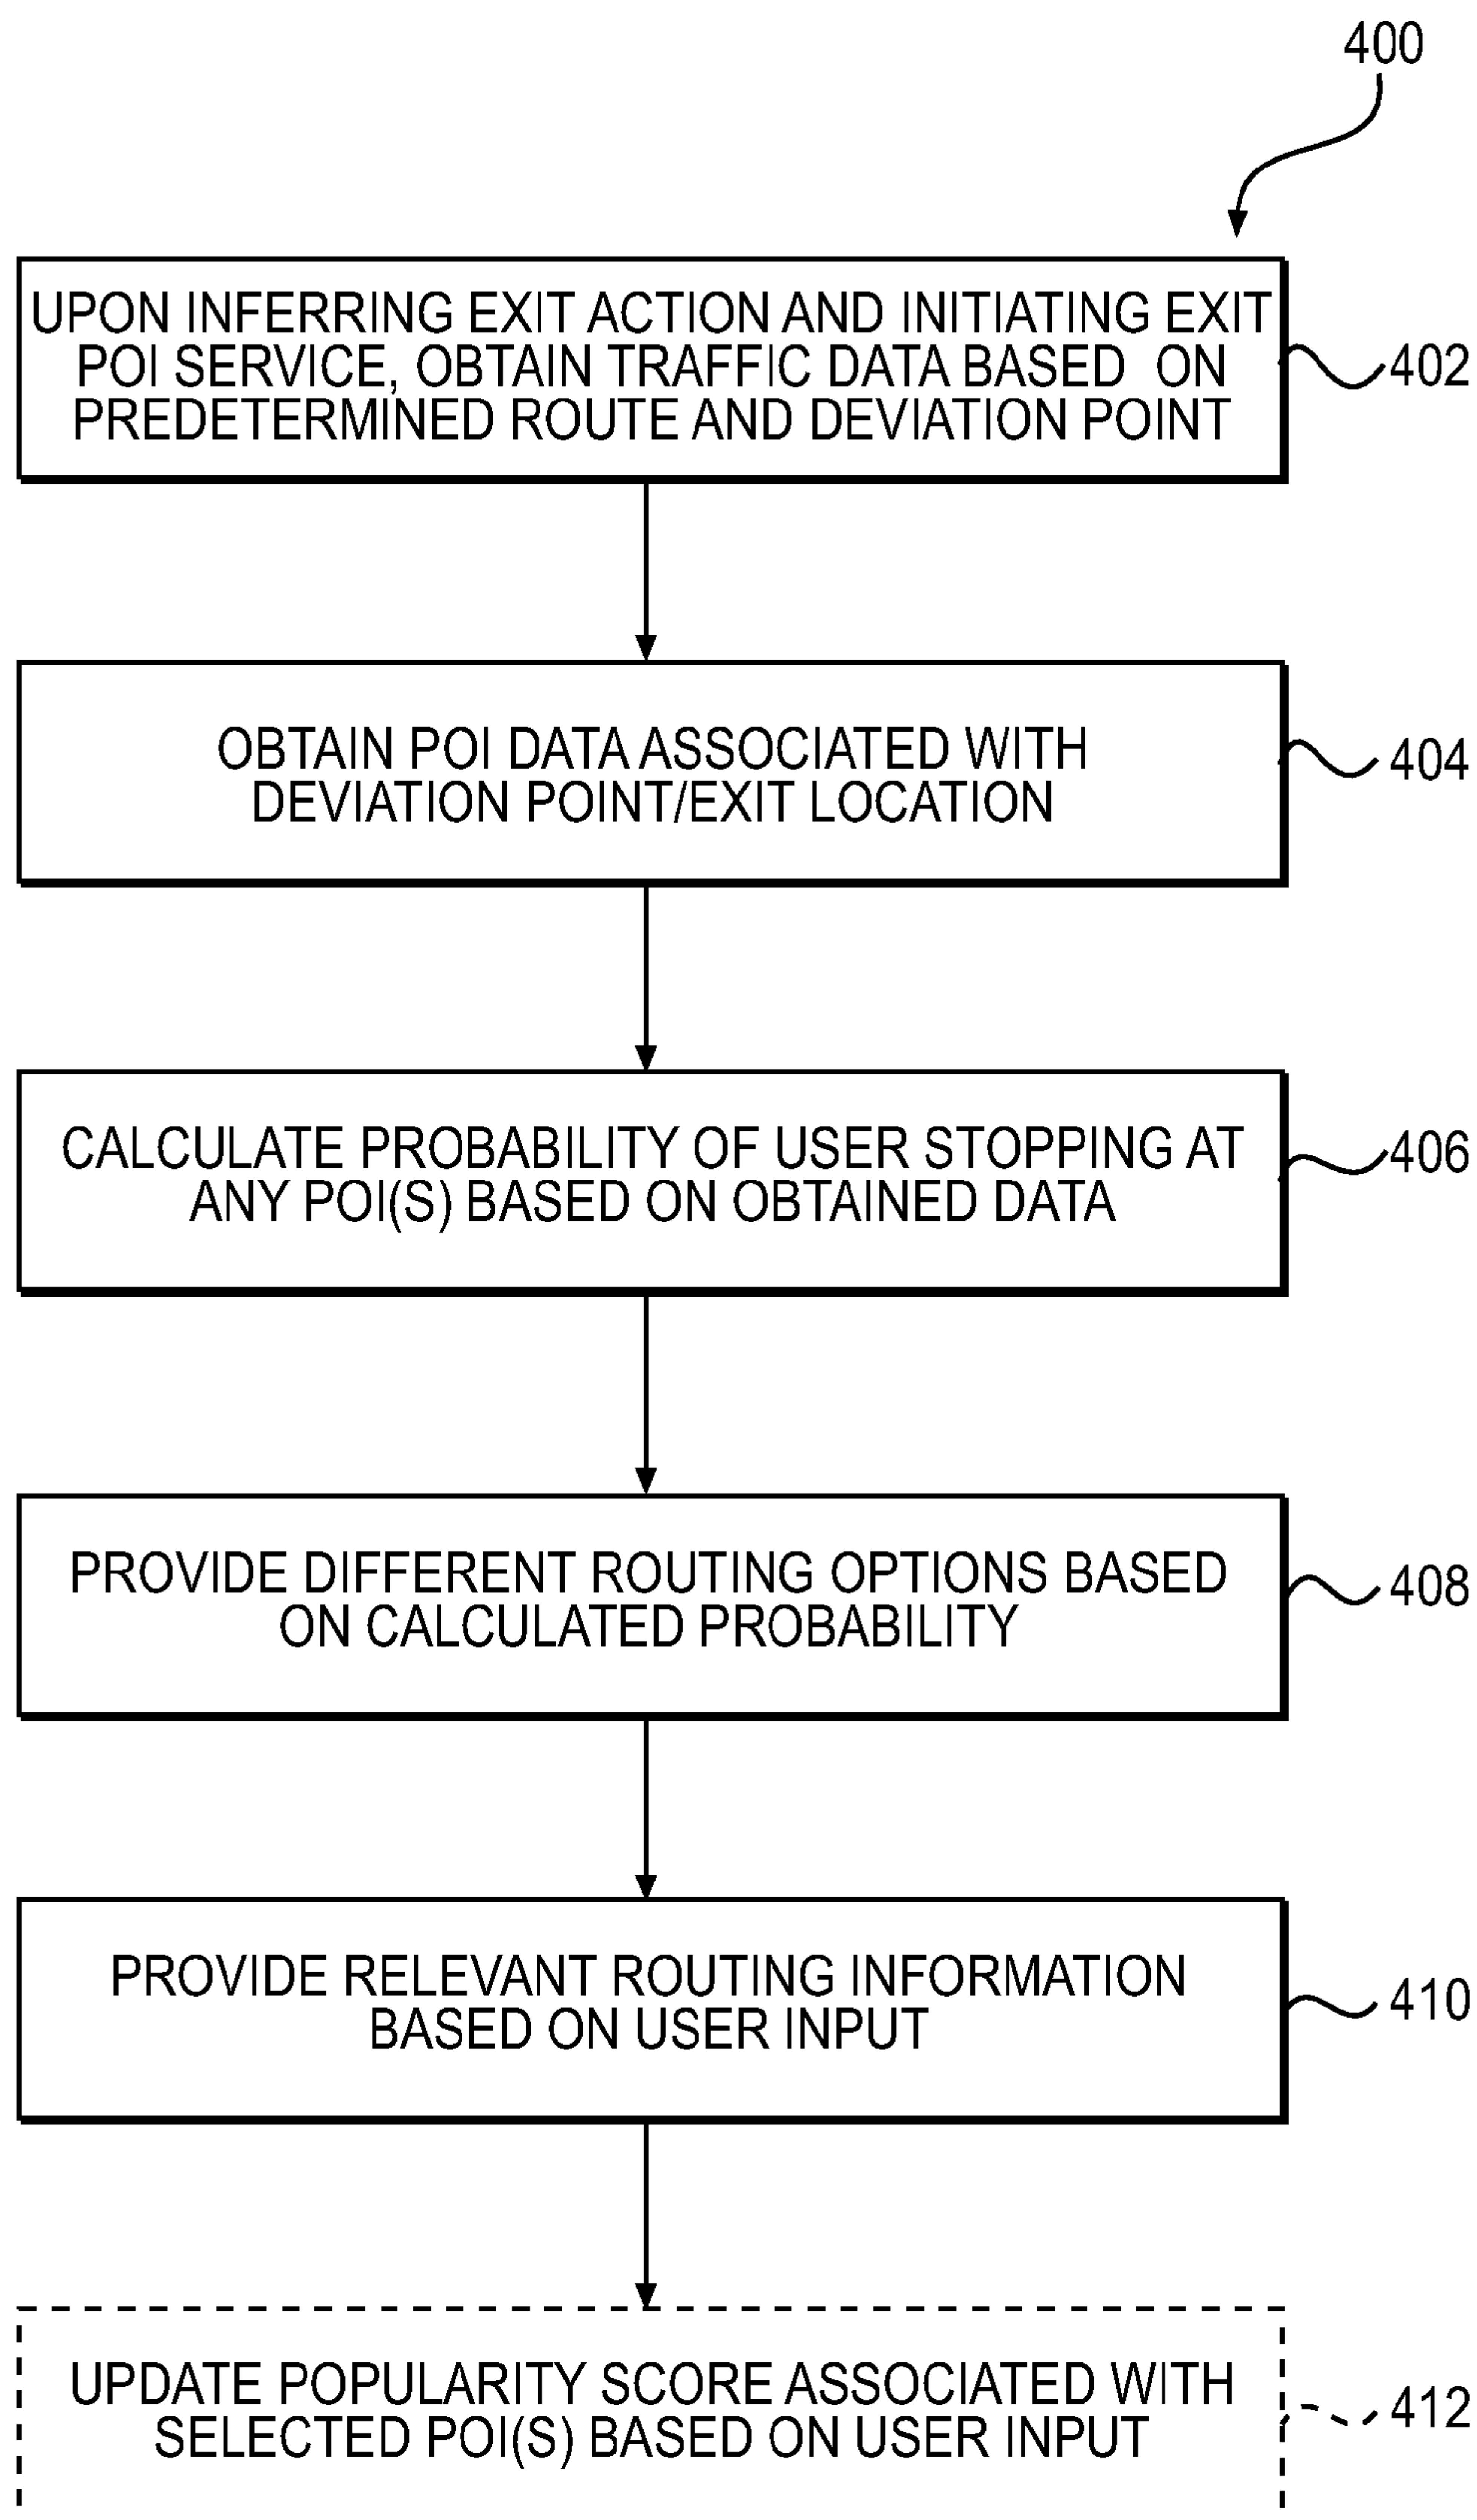 400
UPON INFERRING EXIT ACTION AND INITIATING EXIT
POI SERVICE, OBTAIN TRAFFIC DATA BASED ON
PREDETERMINED ROUTE AND DEVIATION POINT
402
OBTAIN POI DATA ASSOCIATED WITH
DEVIATION POINT/EXIT LOCATION
404
CALCULATE PROBABILITY OF USER STOPPING AT
ANY POI(S) BASED ON OBTAINED DATA
406
PROVIDE DIFFERENT ROUTING OPTIONS BASED
ON CALCULATED PROBABILITY
408
PROVIDE RELEVANT ROUTING INFORMATION
BASED ON USER INPUT
410
UPDATE POPULARITY SCORE ASSOCIATED WITH
SELECTED POI(S) BASED ON USER INPUT
412